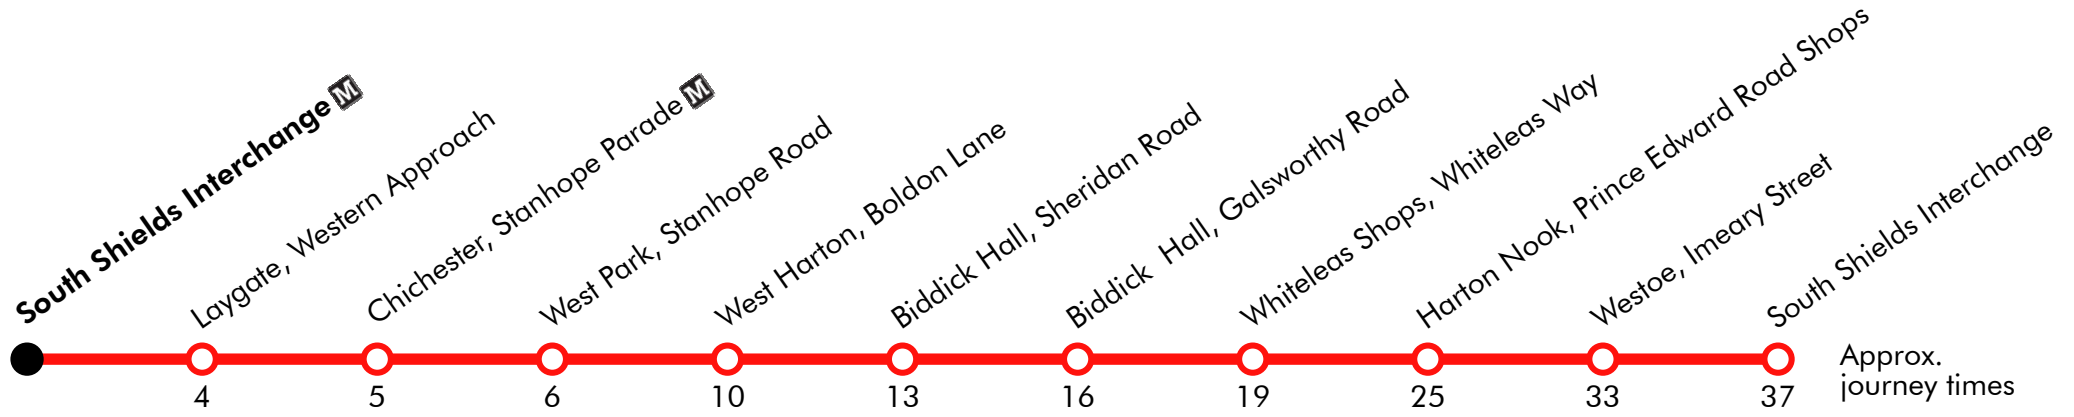 South Shields Interchange M
Laygate, Western Approach
Chichester, Stanhope Parade M
West Park, Stanhope Road
West Harton, Boldon Lane
Biddick Hall, Sheridan Road
Biddick Hall, Galsworthy Road
Whiteleas Shops, Whiteleas Way
Harton Nook, Prince Edward Road Shops
Westoe, Imeary Street
South Shields Interchange
4 5 6 10 13 16 19 25 33 37
Approx.
journey times